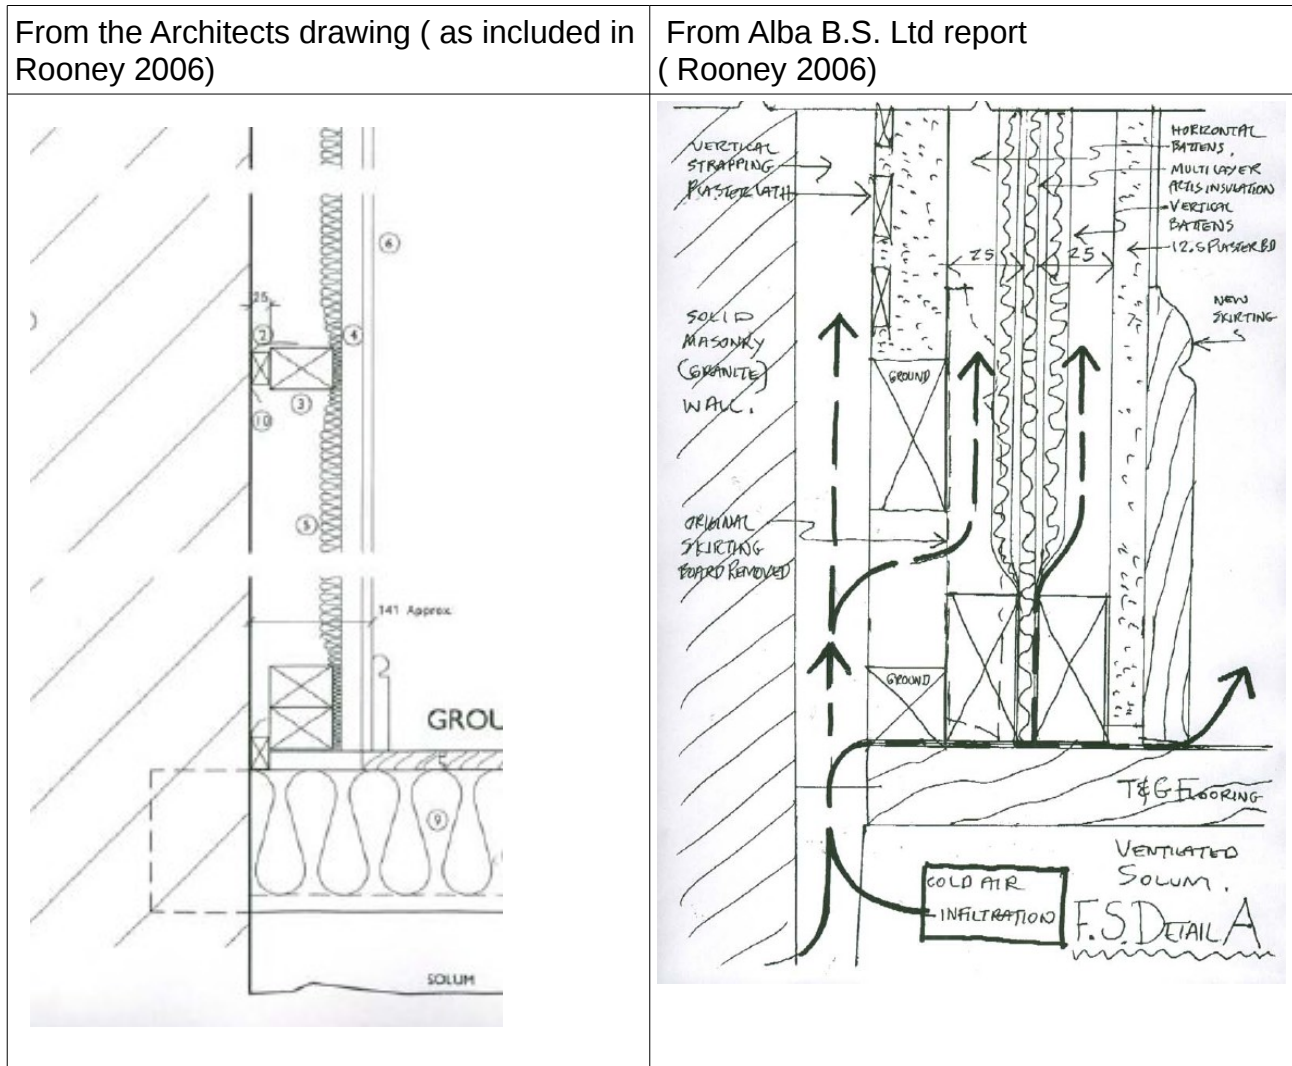 From the Architects drawing ( as included in
Rooney 2006)
From Alba B.S. Ltd report
( Rooney 2006)
6
25
2
4
3
10
5
141 Approx
GROU
9
SOLUM
VERTICAL
STRAPPING
PLASTER LATH
HORIZONTAL
BATTENS.
MULTI LAYER
ACTIS INSULATION
VERTICAL
BATTENS
12.5 PLASTER BD
25
25
NEW
SKIRTING
SOLID
MASONRY
(GRANITE)
WALL.
GROUND
ORIGINAL
SKIRTING
BOARD REMOVED
GROUND
T&G FLOORING
VENTILATED
SOLUM.
COLD AIR
INFILTRATION
F.S. DETAIL A